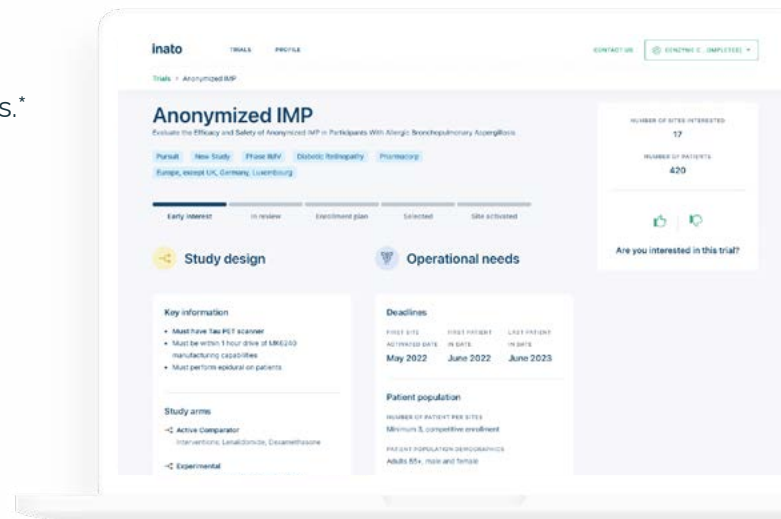 s.*
inato
TRIALS PROFILE
CONTACT US
Trials > Anonymized IMP
Anonymized IMP
Evaluate the Efficacy and Safety of Anonymized IMP in Participants With Allergic Bronchopulmonary Aspergillosis
Pursuit New Study Phase II/IV Diabetic Retinopathy Pharmacorp
Europe, except UK, Germany, Luxembourg
Early interest In review Enrollment plan Selected Site activated
NUMBER OF SITES INTERESTED
17
NUMBER OF PATIENTS
420
Are you interested in this trial?
Study design
Key information
• Must have Tau PET scanner
• Must be within 1 hour drive of MK6240
manufacturing capabilities
• Must perform epidural on patients
Study arms
Active Comparator
Interventions: Lenalidomide, Dexamethasone
Experimental
Operational needs
Deadlines
FIRST SITE ACTIVATED DATE
May 2022
FIRST PATIENT IN DATE
June 2022
LAST PATIENT IN DATE
June 2023
Patient population
NUMBER OF PATIENT PER SITES
Minimum 3, competitive enrollment
PATIENT POPULATION DEMOGRAPHICS
Adults 65+, male and female